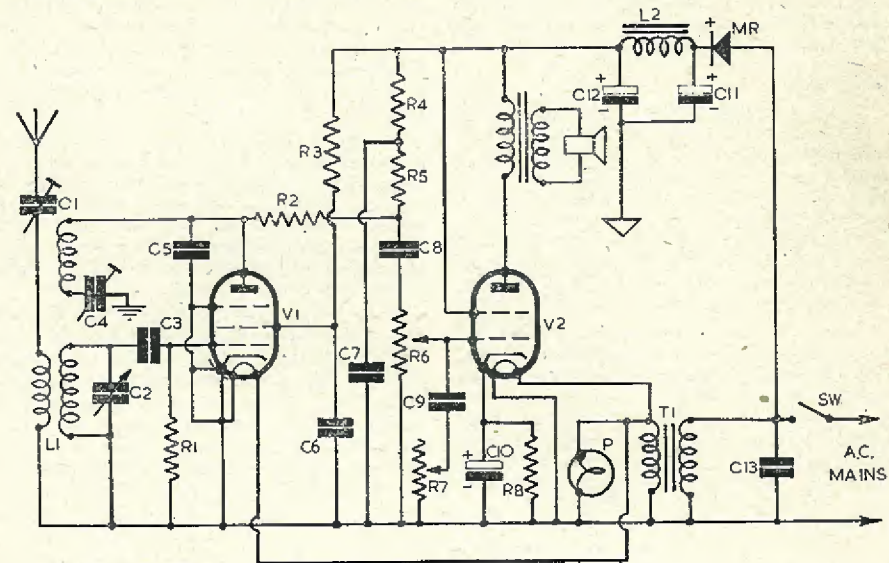 L2
MR
C12
+
-
+
C11
-
R4
R3
R5
C1
R2
C5
C8
C4
C3
V1
V2
R6
C7
C2
C9
SW
T1
L1
R1
C6
R7
+
C10
-
R8
P
C13
A.C.
MAINS